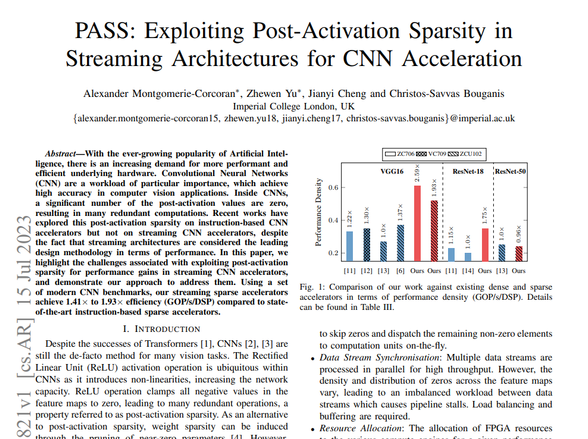 PASS: Exploiting Post-Activation Sparsity in
Streaming Architectures for CNN Acceleration
Alexander Montgomerie-Corcoran*, Zhewen Yu*, Jianyi Cheng and Christos-Savvas Bouganis
Imperial College London, UK
{alexander.montgomerie-corcoran15, zhewen.yu18, jianyi.cheng17, christos-savvas.bouganis}@imperial.ac.uk
821v1 [cs.AR] 15 Jul 2023
Abstract—With the ever-growing popularity of Artificial Intel-
ligence, there is an increasing demand for more performant and
efficient underlying hardware. Convolutional Neural Networks
(CNN) are a workload of particular importance, which achieve
high accuracy in computer vision applications. Inside CNNs,
a significant number of the post-activation values are zero,
resulting in many redundant computations. Recent works have
explored this post-activation sparsity on instruction-based CNN
accelerators but not on streaming CNN accelerators, despite
the fact that streaming architectures are considered the leading
design methodology in terms of performance. In this paper, we
highlight the challenges associated with exploiting post-activation
sparsity for performance gains in streaming CNN accelerators,
and demonstrate our approach to address them. Using a set
of modern CNN benchmarks, our streaming sparse accelerators
achieve 1.41× to 1.93× efficiency (GOP/s/DSP) compared to state-
of-the-art instruction-based sparse accelerators.
I. INTRODUCTION
Despite the successes of Transformers [1], CNNs [2], [3] are
still the de-facto model for many vision tasks. The Rectified
Linear Unit (ReLU) activation operation is ubiquitous within
CNNs as it introduces non-linearities, increasing the network
capacity. ReLU clamps all negative values in the
feature maps to zero, leading to many redundant operations, a
property referred to as post-activation sparsity. As an alternative
to post-activation sparsity, weight sparsity can be induced
through the pruning of near-zero parameters [4]. However,
ZC706 VC709 ZCU102
VGG16 ResNet-18 ResNet-50
Performance Density
0.6
0.4
0.2
1.22× 1.30× 1.0× 1.37× 2.59× 1.93× 1.15× 1.0× 1.75× 1.0× 0.96×
[11] [12] [13] [6] Ours Ours [11] [14] Ours [13] Ours
Fig. 1: Comparison of our work against existing dense and sparse
accelerators in terms of performance density (GOP/s/DSP). Details
can be found in Table III.
to skip zeros and dispatch the remaining non-zero elements
to computation units on-the-fly.
• Data Stream Synchronisation: Multiple data streams are
processed in parallel for high throughput. However, the
density and distribution of zeros across the feature maps
vary, leading to an imbalanced workload between data
streams which causes pipeline stalls. Load balancing and
buffering are required.
• Resource Allocation: The allocation of FPGA resources